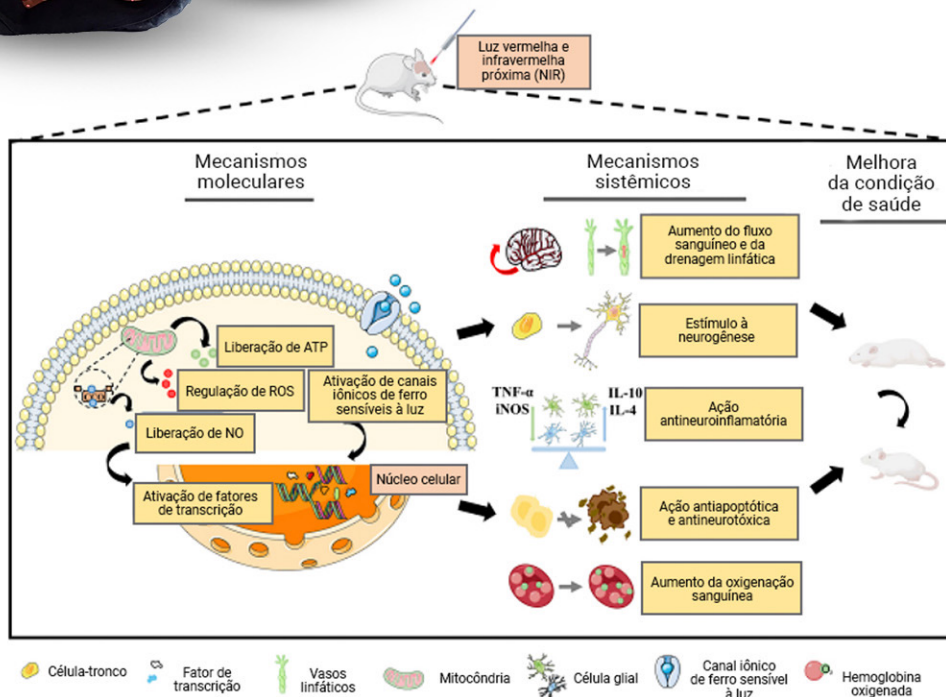 Luz vermelha e
infravermelha
próxima (NIR)
Mecanismos
moleculares
Mecanismos
sistêmicos
Melhora
da condição
de saúde
Liberação de ATP
Regulação de ROS
Ativação de canais
iônicos de ferro
sensíveis à luz
Liberação de NO
Ativação de fatores
de transcrição
Núcleo celular
Aumento do fluxo
sanguíneo e da
drenagem linfática
Estímulo à
neurogênese
TNF-α
iNOS
IL-10
IL-4
Ação
antineuroinflamatória
Ação antiapoptótica
e antineurotóxica
Aumento da oxigenação
sanguínea
Célula-tronco
Fator de
transcrição
Vasos
linfáticos
Mitocôndria
Célula glial
Canal iônico
de ferro sensível
à luz
Hemoglobina
oxigenada